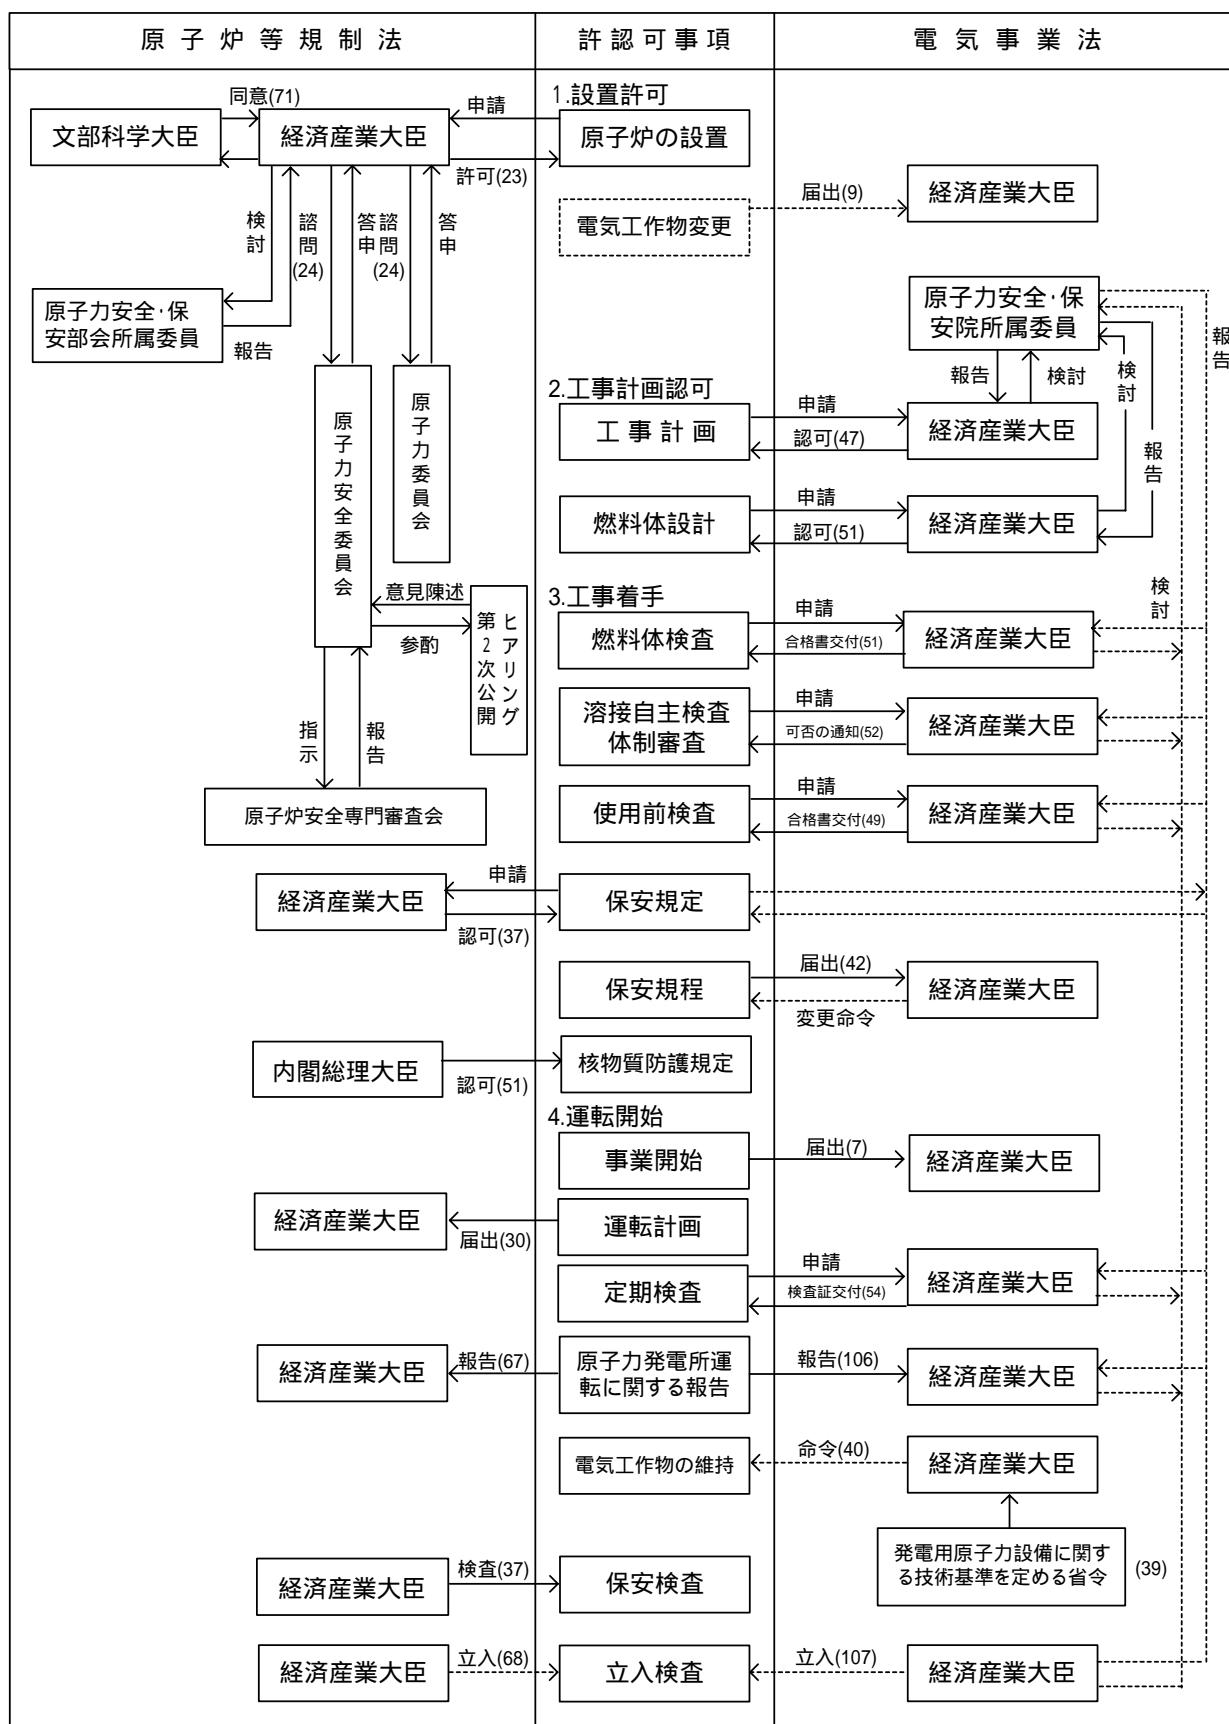 原子炉等規制法
許認可事項
電気事業法
1.設置許可
同意(71)
申請
文部科学大臣
経済産業大臣
原子炉の設置
許可(23)
届出(9)
経済産業大臣
電気工作物変更
検討
諮問(24)
答申
諮問(24)
答申
原子力安全・保
安部会所属委員
報告
原子力安全・保
安院所属委員
報告
検討
検討
報告
報告
原子力安全委員会
原子力委員会
2.工事計画認可
工事計画
申請
認可(47)
経済産業大臣
燃料体設計
申請
認可(51)
経済産業大臣
意見陳述
参酌
第2次公開
ヒアリング
3.工事着手
燃料体検査
申請
合格書交付(51)
経済産業大臣
検討
溶接自主検査
体制審査
申請
可否の通知(52)
経済産業大臣
指示
報告
原子炉安全専門審査会
使用前検査
申請
合格書交付(49)
経済産業大臣
経済産業大臣
申請
認可(37)
保安規定
保安規程
届出(42)
変更命令
経済産業大臣
内閣総理大臣
認可(51)
核物質防護規定
4.運転開始
事業開始
届出(7)
経済産業大臣
経済産業大臣
届出(30)
運転計画
定期検査
申請
検査証交付(54)
経済産業大臣
経済産業大臣
報告(67)
原子力発電所運
転に関する報告
報告(106)
経済産業大臣
電気工作物の維持
命令(40)
経済産業大臣
発電用原子力設備に関す
る技術基準を定める省令
(39)
経済産業大臣
検査(37)
保安検査
経済産業大臣
立入(68)
立入検査
立入(107)
経済産業大臣